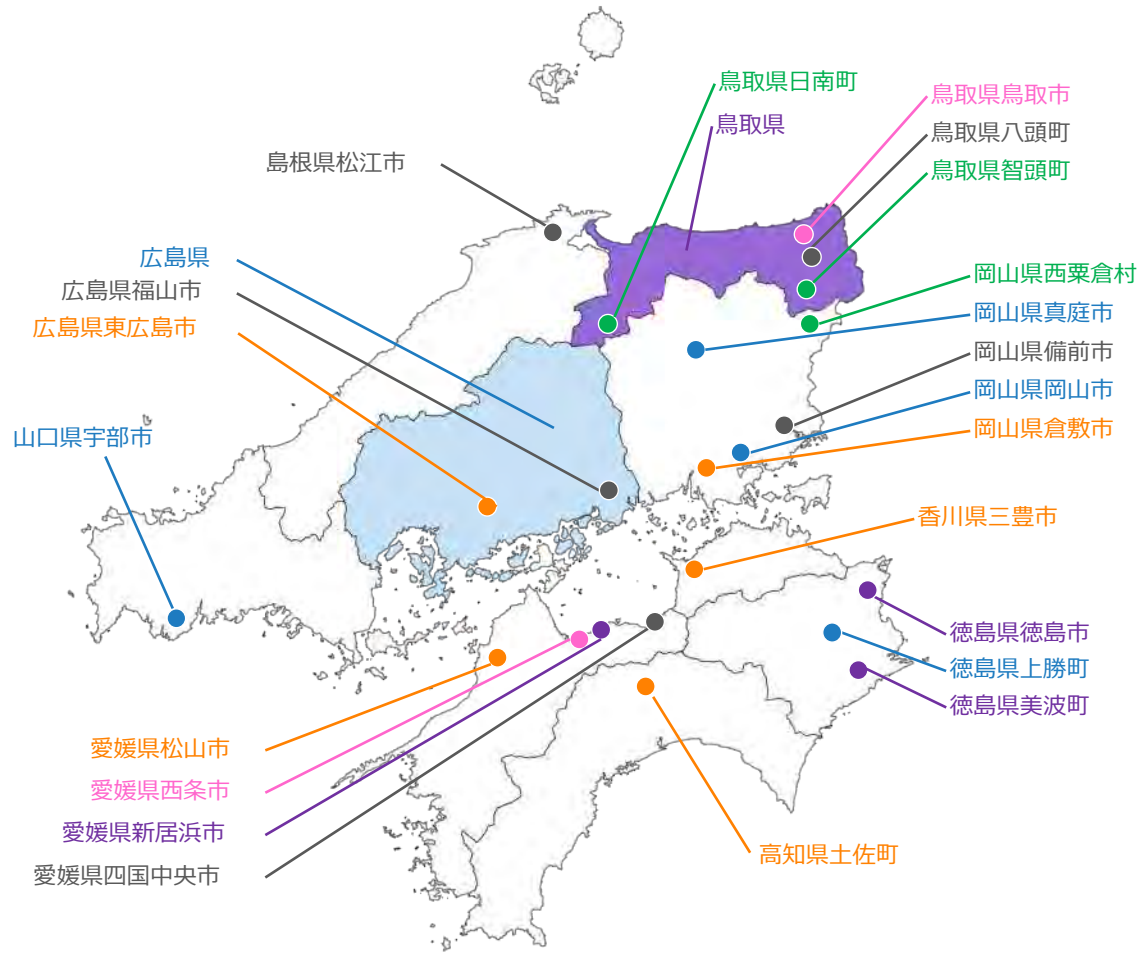 鳥取県日南町
鳥取県
鳥取県鳥取市
鳥取県八頭町
鳥取県智頭町
島根県松江市
広島県
広島県福山市
広島県東広島市
山口県宇部市
岡山県西粟倉村
岡山県真庭市
岡山県備前市
岡山県岡山市
岡山県倉敷市
香川県三豊市
徳島県徳島市
徳島県上勝町
徳島県美波町
愛媛県松山市
愛媛県西条市
愛媛県新居浜市
愛媛県四国中央市
高知県土佐町